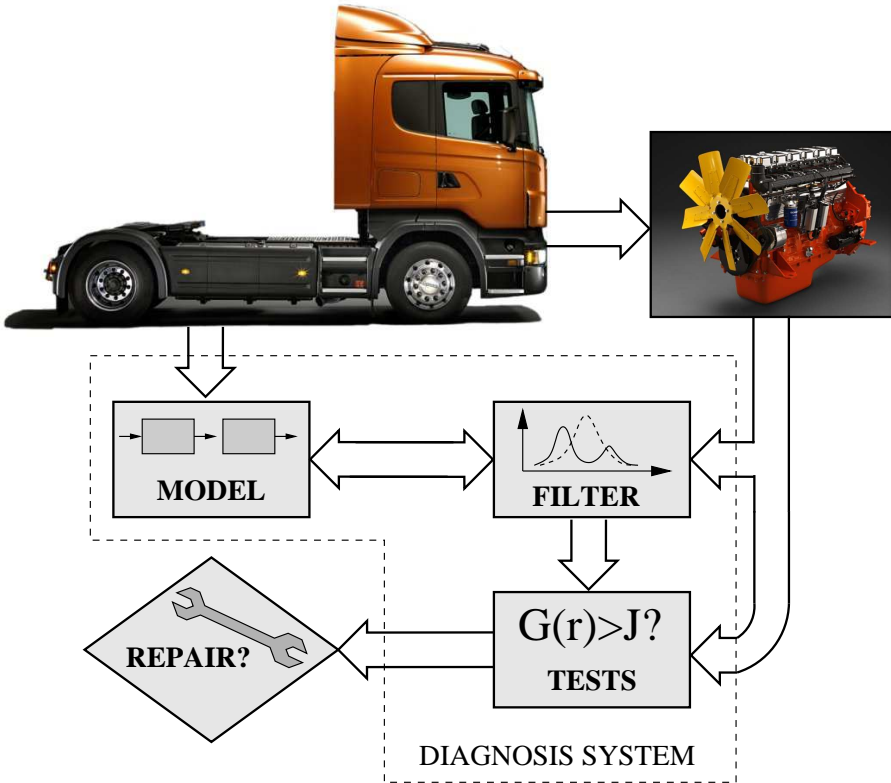 MODEL
FILTER
G(r)>J?
TESTS
REPAIR?
DIAGNOSIS SYSTEM